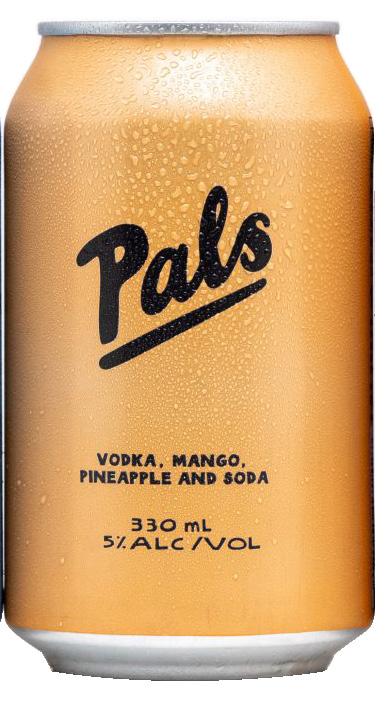 Pals
VODKA, MANGO,
PINEAPPLE AND SODA
330 mL
5% ALC/VOL